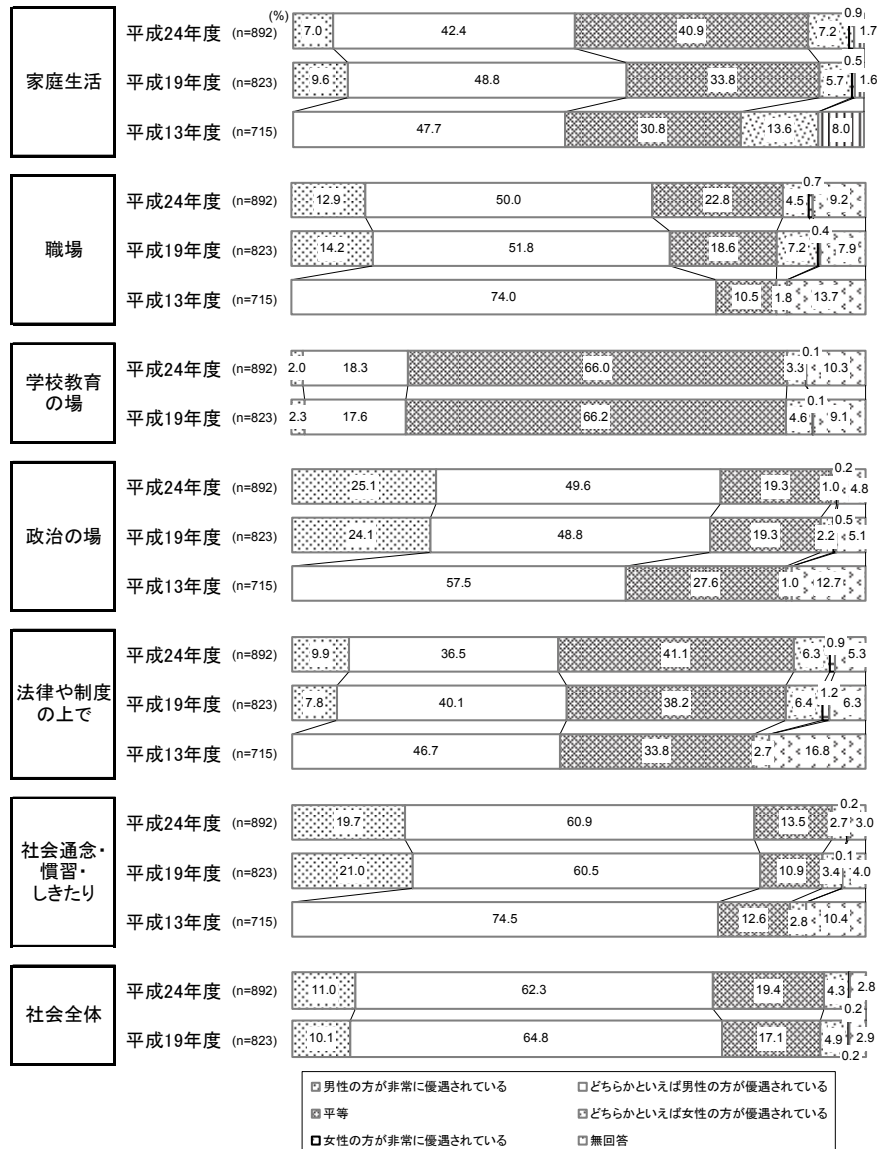 (%)
家庭生活
平成24年度 (n=892) 7.0 42.4 40.9 7.2 0.9 1.7
平成19年度 (n=823) 9.6 48.8 33.8 5.7 0.5 1.6
平成13年度 (n=715) 47.7 30.8 13.6 8.0
職場
平成24年度 (n=892) 12.9 50.0 22.8 4.5 0.7 9.2
平成19年度 (n=823) 14.2 51.8 18.6 7.2 0.4 7.9
平成13年度 (n=715) 74.0 10.5 1.8 13.7
学校教育
の場
平成24年度 (n=892) 2.0 18.3 66.0 3.3 0.1 10.3
平成19年度 (n=823) 2.3 17.6 66.2 4.6 0.1 9.1
政治の場
平成24年度 (n=892) 25.1 49.6 19.3 1.0 0.2 4.8
平成19年度 (n=823) 24.1 48.8 19.3 2.2 0.5 5.1
平成13年度 (n=715) 57.5 27.6 1.0 12.7
法律や制度
の上で
平成24年度 (n=892) 9.9 36.5 41.1 6.3 0.9 5.3
平成19年度 (n=823) 7.8 40.1 38.2 6.4 1.2 6.3
平成13年度 (n=715) 46.7 33.8 2.7 16.8
社会通念・
慣習・
しきたり
平成24年度 (n=892) 19.7 60.9 13.5 2.7 0.2 3.0
平成19年度 (n=823) 21.0 60.5 10.9 3.4 0.1 4.0
平成13年度 (n=715) 74.5 12.6 2.8 10.4
社会全体
平成24年度 (n=892) 11.0 62.3 19.4 4.3 0.2 2.8
平成19年度 (n=823) 10.1 64.8 17.1 4.9 0.2 2.9
男性の方が非常に優遇されている どちらかといえば男性の方が優遇されている
平等 どちらかといえば女性の方が優遇されている
女性の方が非常に優遇されている 無回答